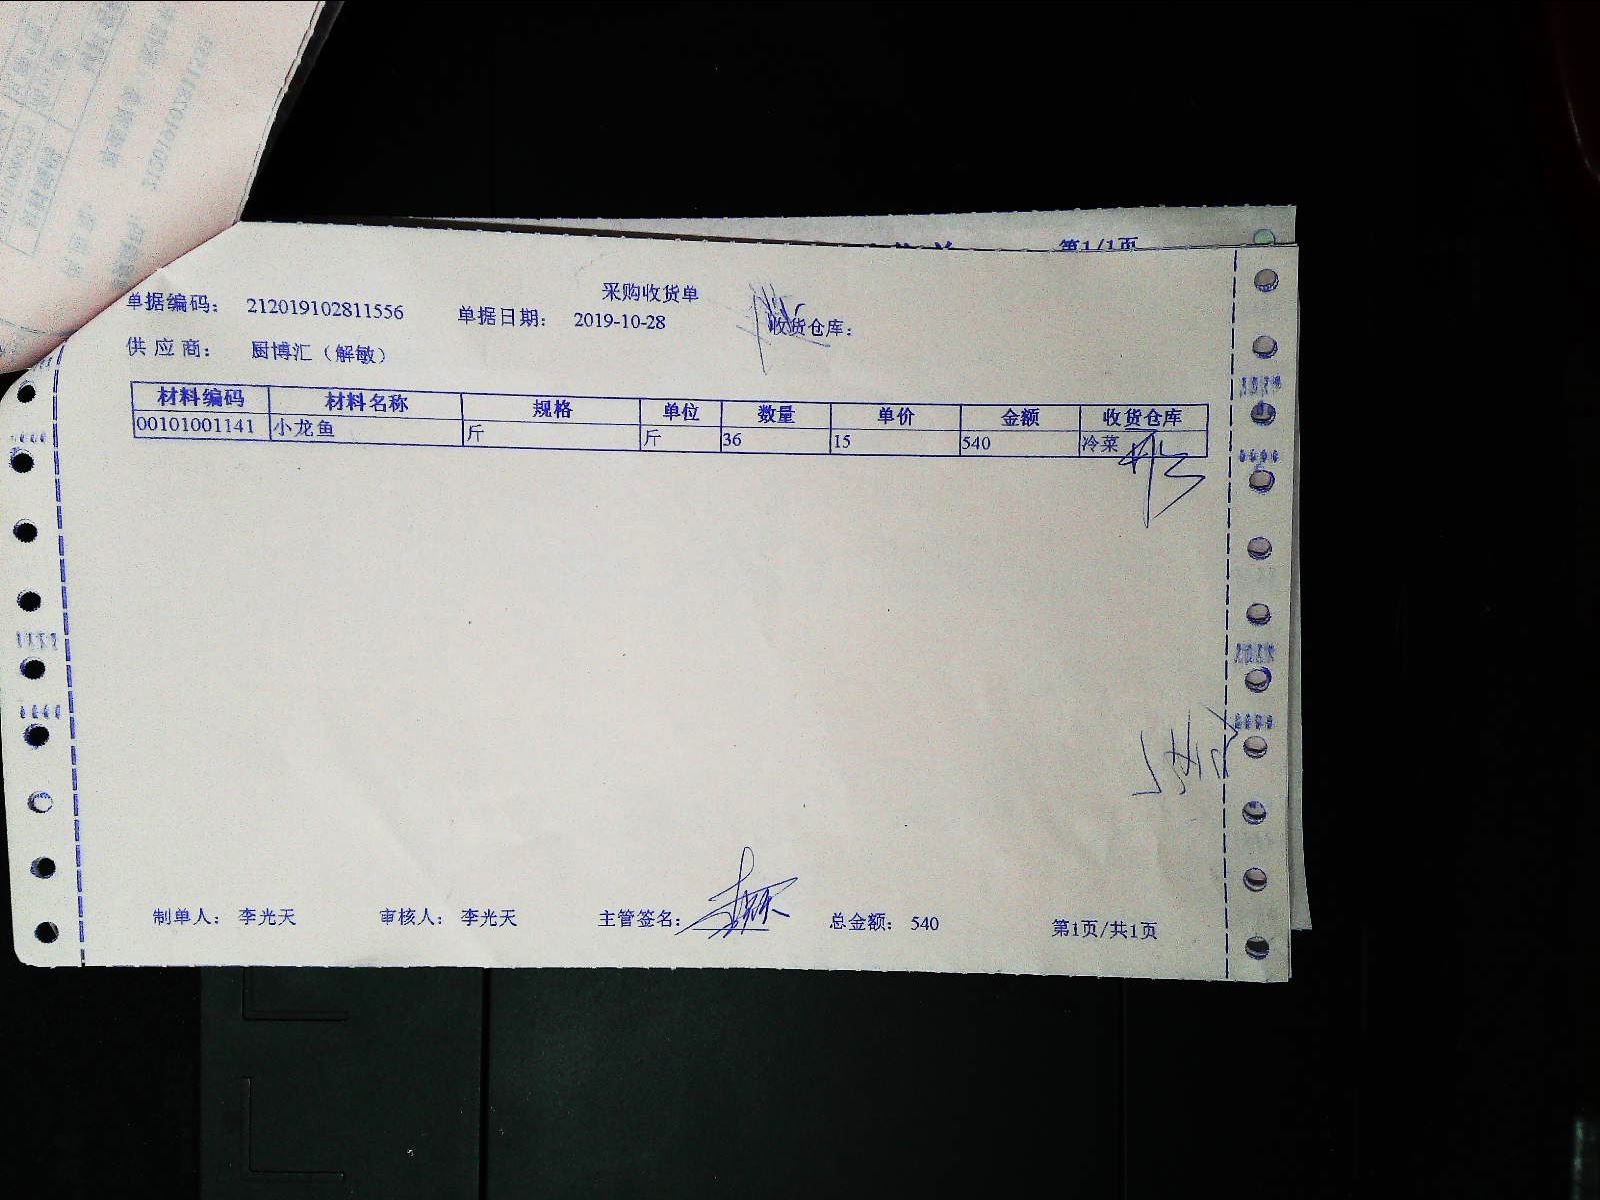 第1/1页
采购收货单
单据编码： 212019102811556 单据日期： 2019-10-28 收货仓库：
供 应 商： 厨博汇（解敏）
材料编码 材料名称 规格 单位 数量 单价 金额 收货仓库
00101001141 小龙鱼 斤 斤 36 15 540 冷菜
制单人： 李光天 审核人： 李光天 主管签名： 总金额： 540 第1页/共1页